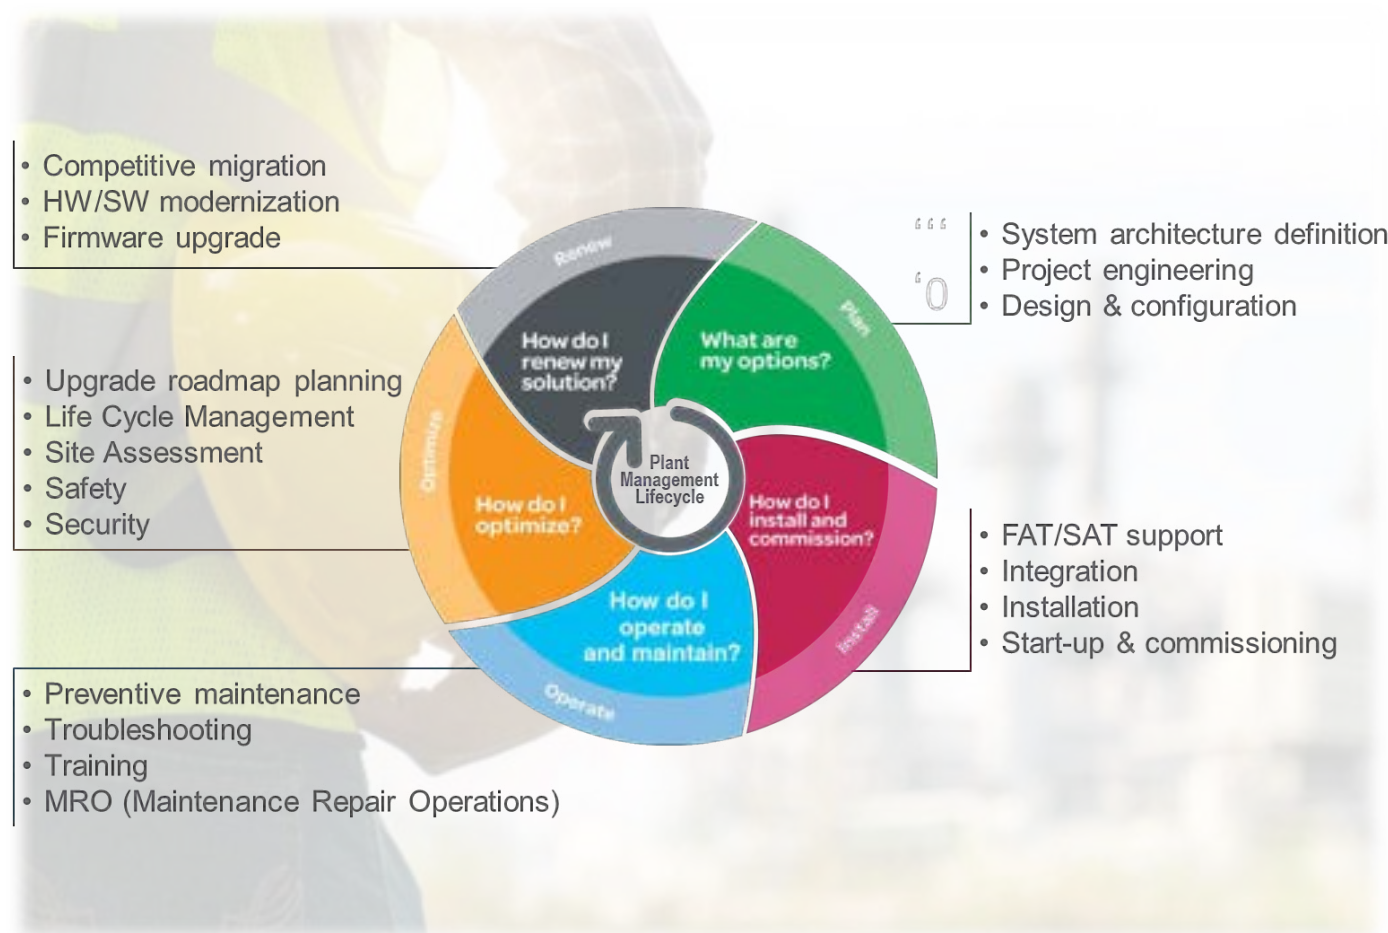 • Competitive migration
• HW/SW modernization
• Firmware upgrade
• Upgrade roadmap planning
• Life Cycle Management
• Site Assessment
• Safety
• Security
• Preventive maintenance
• Troubleshooting
• Training
• MRO (Maintenance Repair Operations)
Renew
How do I
renew my
solution?
Plan
What are
my options?
Optimize
How do I
optimize?
Plant
Management
Lifecycle
How do I
install and
commission?
Install
How do I
operate
and maintain?
Operate
‘ ‘ ‘
‘O
• System architecture definition
• Project engineering
• Design & configuration
• FAT/SAT support
• Integration
• Installation
• Start-up & commissioning